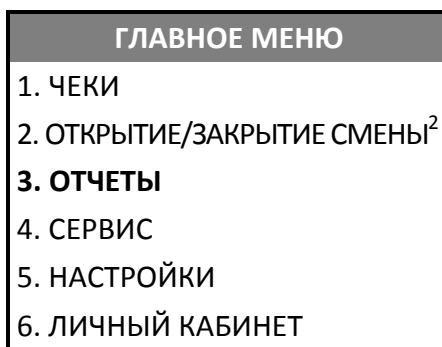 ГЛАВНОЕ МЕНЮ
1. ЧЕКИ
2. ОТКРЫТИЕ/ЗАКРЫТИЕ СМЕНЫ²
3. ОТЧЕТЫ
4. СЕРВИС
5. НАСТРОЙКИ
6. ЛИЧНЫЙ КАБИНЕТ